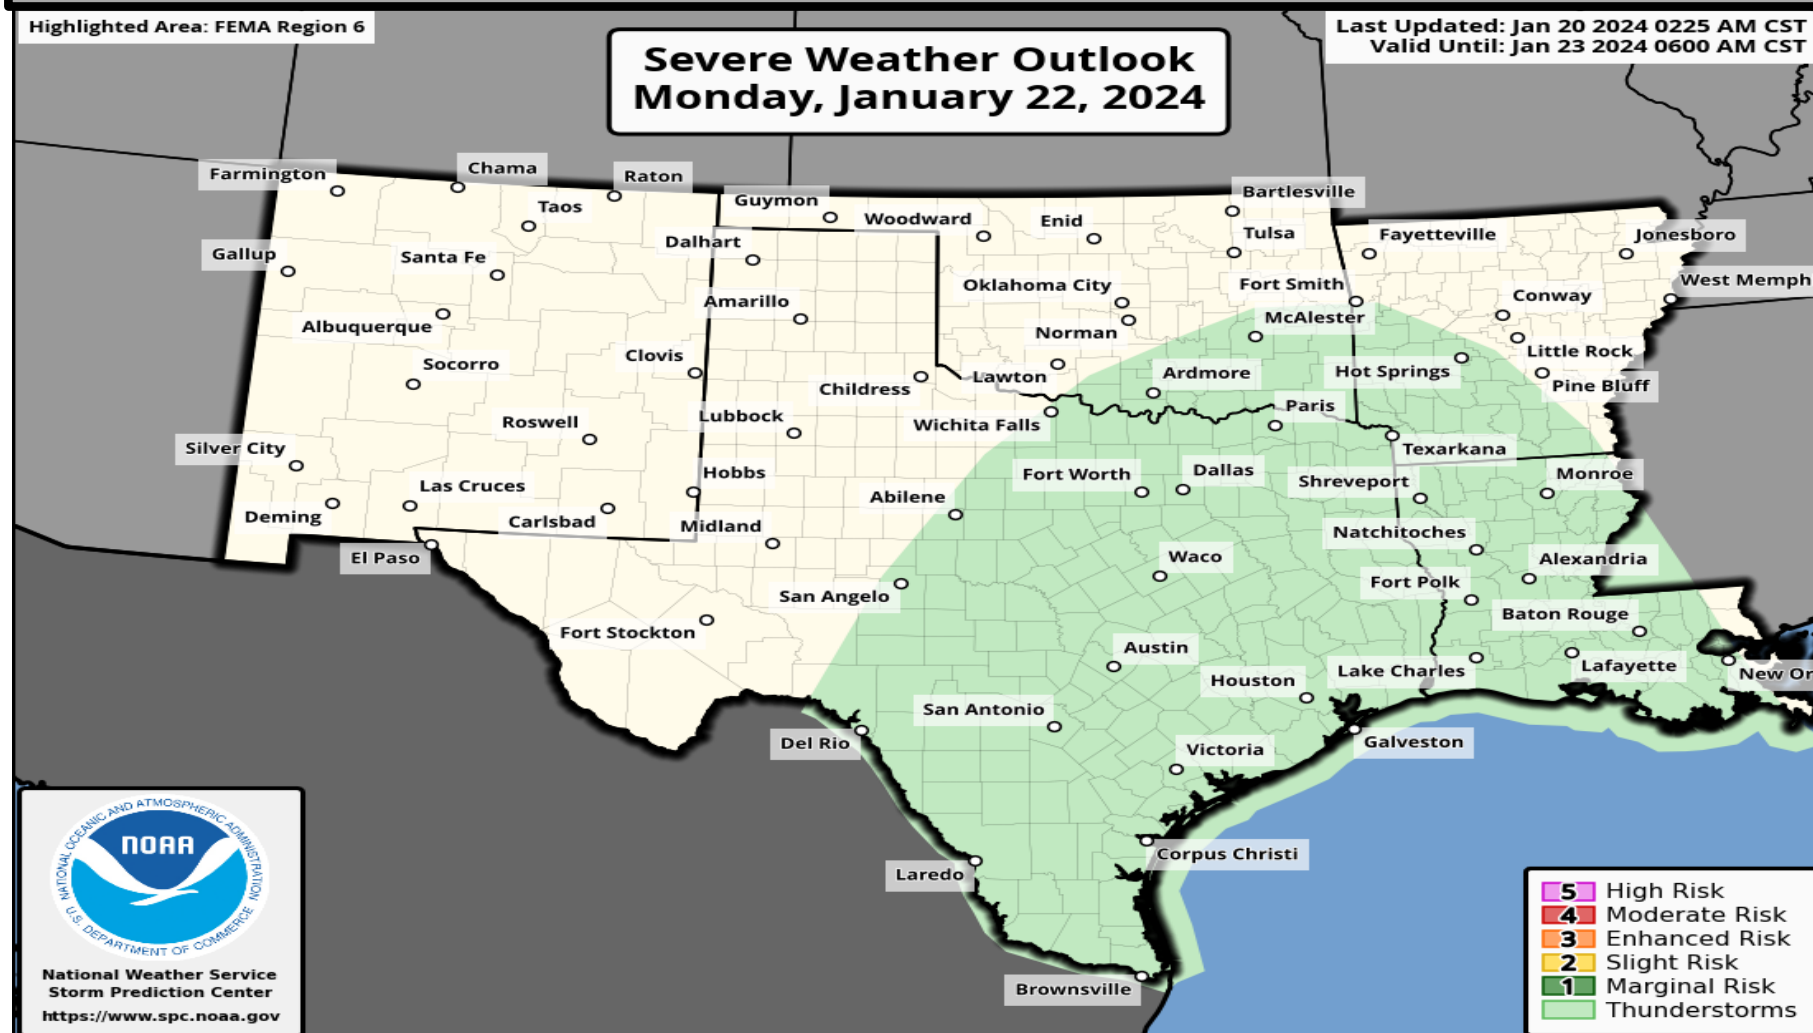 Highlighted Area: FEMA Region 6
Severe Weather Outlook
Monday, January 22, 2024
Last Updated: Jan 20 2024 0225 AM CST
Valid Until: Jan 23 2024 0600 AM CST
Farmington
Chama
Raton
Taos
Guymon
Woodward
Enid
Bartlesville
Tulsa
Fayetteville
Jonesboro
Gallup
Santa Fe
Dalhart
Oklahoma City
Fort Smith
Conway
West Memph
Amarillo
Albuquerque
Norman
McAlester
Little Rock
Socorro
Clovis
Childress
Lawton
Ardmore
Hot Springs
Pine Bluff
Roswell
Lubbock
Wichita Falls
Paris
Texarkana
Silver City
Hobbs
Fort Worth
Dallas
Shreveport
Monroe
Las Cruces
Abilene
Deming
Carlsbad
Midland
Natchitoches
El Paso
Waco
Alexandria
San Angelo
Fort Polk
Fort Stockton
Baton Rouge
Austin
Houston
Lake Charles
Lafayette
New Or
San Antonio
Del Rio
Victoria
Galveston
Laredo
Corpus Christi
Brownsville
NATIONAL OCEANIC AND ATMOSPHERIC ADMINISTRATION
NOAA
U.S. DEPARTMENT OF COMMERCE
National Weather Service
Storm Prediction Center
https://www.spc.noaa.gov
5 High Risk
4 Moderate Risk
3 Enhanced Risk
2 Slight Risk
1 Marginal Risk
Thunderstorms